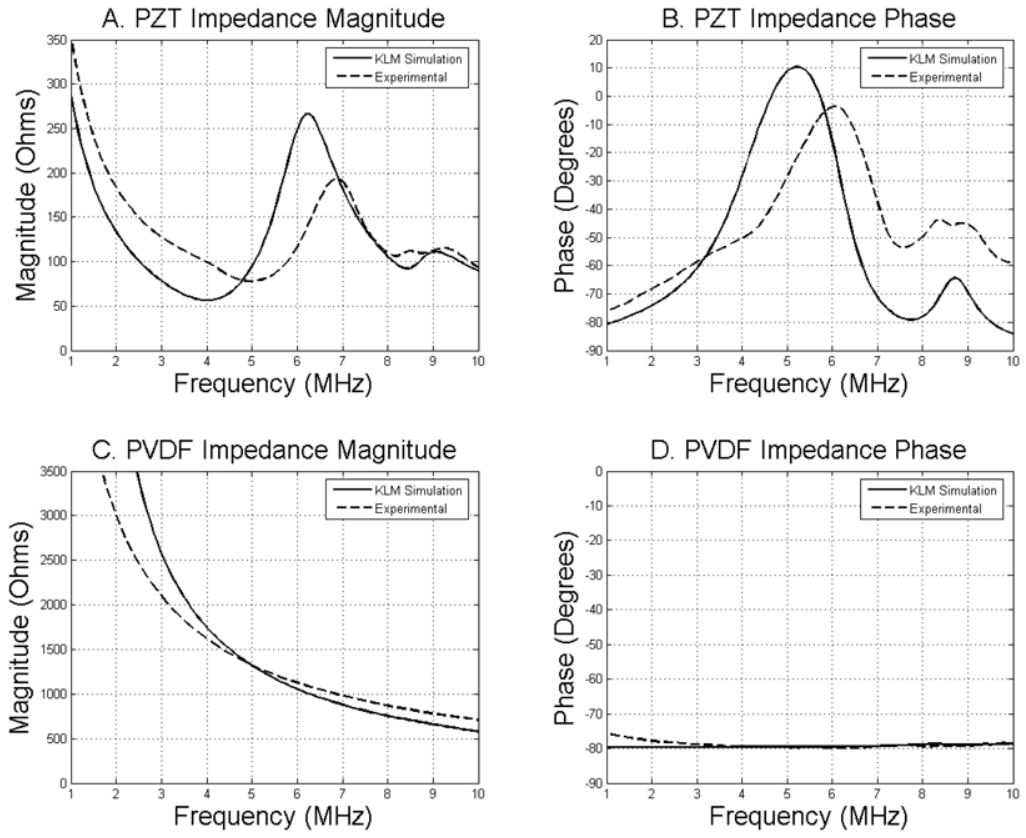 A. PZT Impedance Magnitude
Magnitude (Ohms)
350
300
250
200
150
100
50
0
KLM Simulation
Experimental
1 2 3 4 5 6 7 8 9 10
Frequency (MHz)
B. PZT Impedance Phase
Phase (Degrees)
20
10
0
-10
-20
-30
-40
-50
-60
-70
-80
-90
KLM Simulation
Experimental
1 2 3 4 5 6 7 8 9 10
Frequency (MHz)
C. PVDF Impedance Magnitude
Magnitude (Ohms)
3500
3000
2500
2000
1500
1000
500
0
KLM Simulation
Experimental
1 2 3 4 5 6 7 8 9 10
Frequency (MHz)
D. PVDF Impedance Phase
Phase (Degrees)
0
-10
-20
-30
-40
-50
-60
-70
-80
-90
KLM Simulation
Experimental
1 2 3 4 5 6 7 8 9 10
Frequency (MHz)